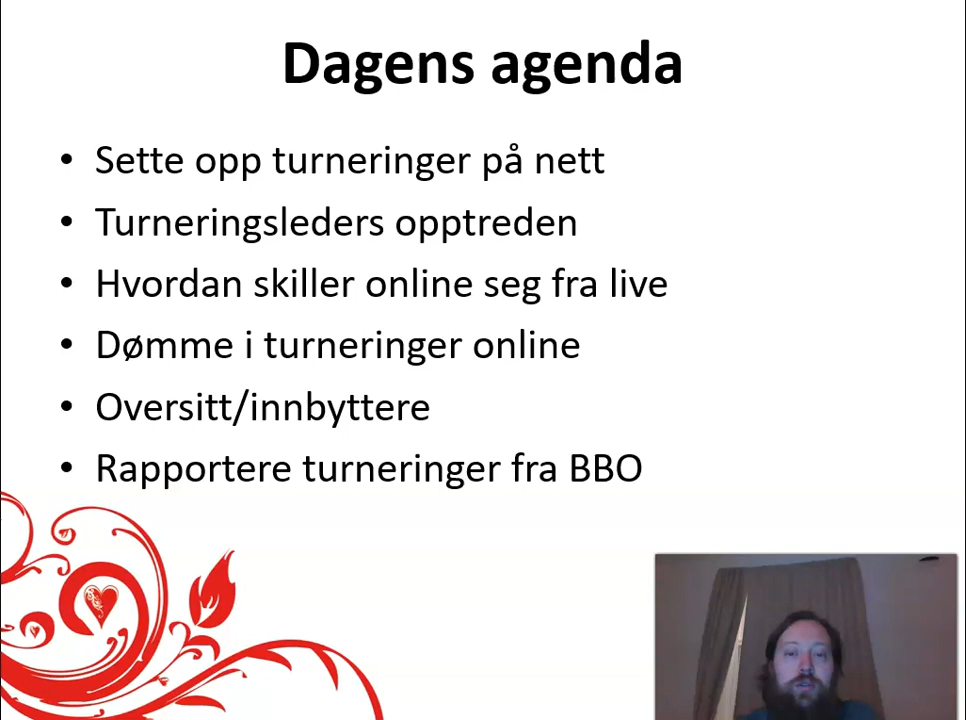 Dagens agenda
• Sette opp turneringer på nett
• Turneringsleders opptreden
• Hvordan skiller online seg fra live
• Dømme i turneringer online
• Oversitt/innbyttere
• Rapportere turneringer fra BBO